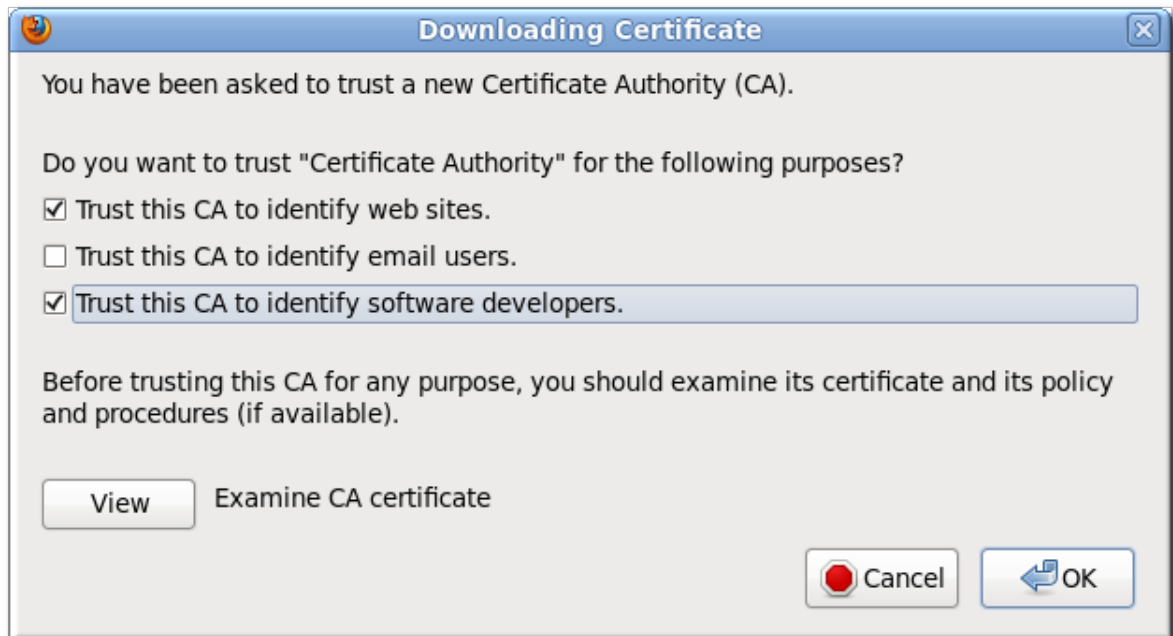 Downloading Certificate
You have been asked to trust a new Certificate Authority (CA).
Do you want to trust "Certificate Authority" for the following purposes?
Trust this CA to identify web sites.
Trust this CA to identify email users.
Trust this CA to identify software developers.
Before trusting this CA for any purpose, you should examine its certificate and its policy
and procedures (if available).
View Examine CA certificate
Cancel OK